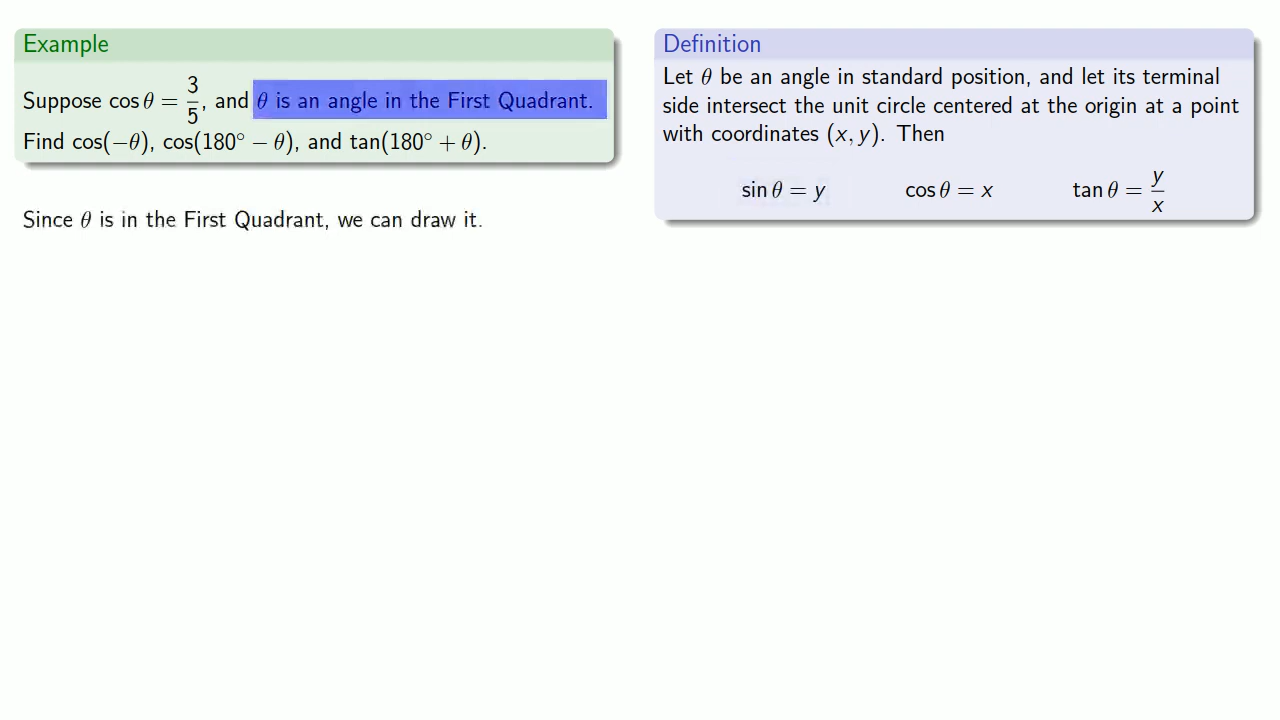 Example
Suppose cos θ = 3/5, and θ is an angle in the First Quadrant.
Find cos(−θ), cos(180° − θ), and tan(180° + θ).
Since θ is in the First Quadrant, we can draw it.
Definition
Let θ be an angle in standard position, and let its terminal
side intersect the unit circle centered at the origin at a point
with coordinates (x, y). Then
sin θ = y cos θ = x tan θ = y/x